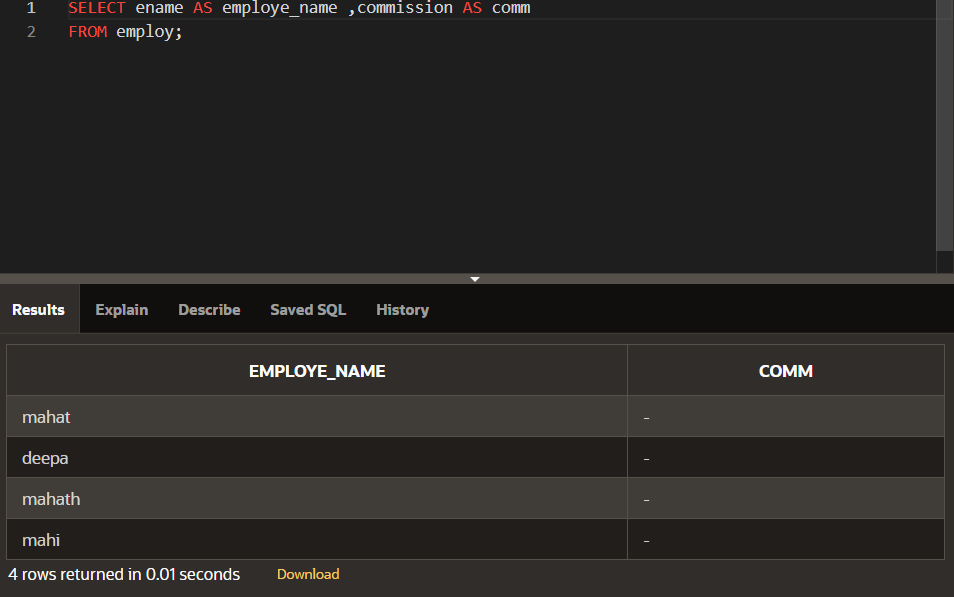 1 SELECT ename AS employe_name ,commission AS comm
2 FROM employ;
Results Explain Describe Saved SQL History
EMPLOYE_NAME COMM
mahat -
deepa -
mahath -
mahi -
4 rows returned in 0.01 seconds Download